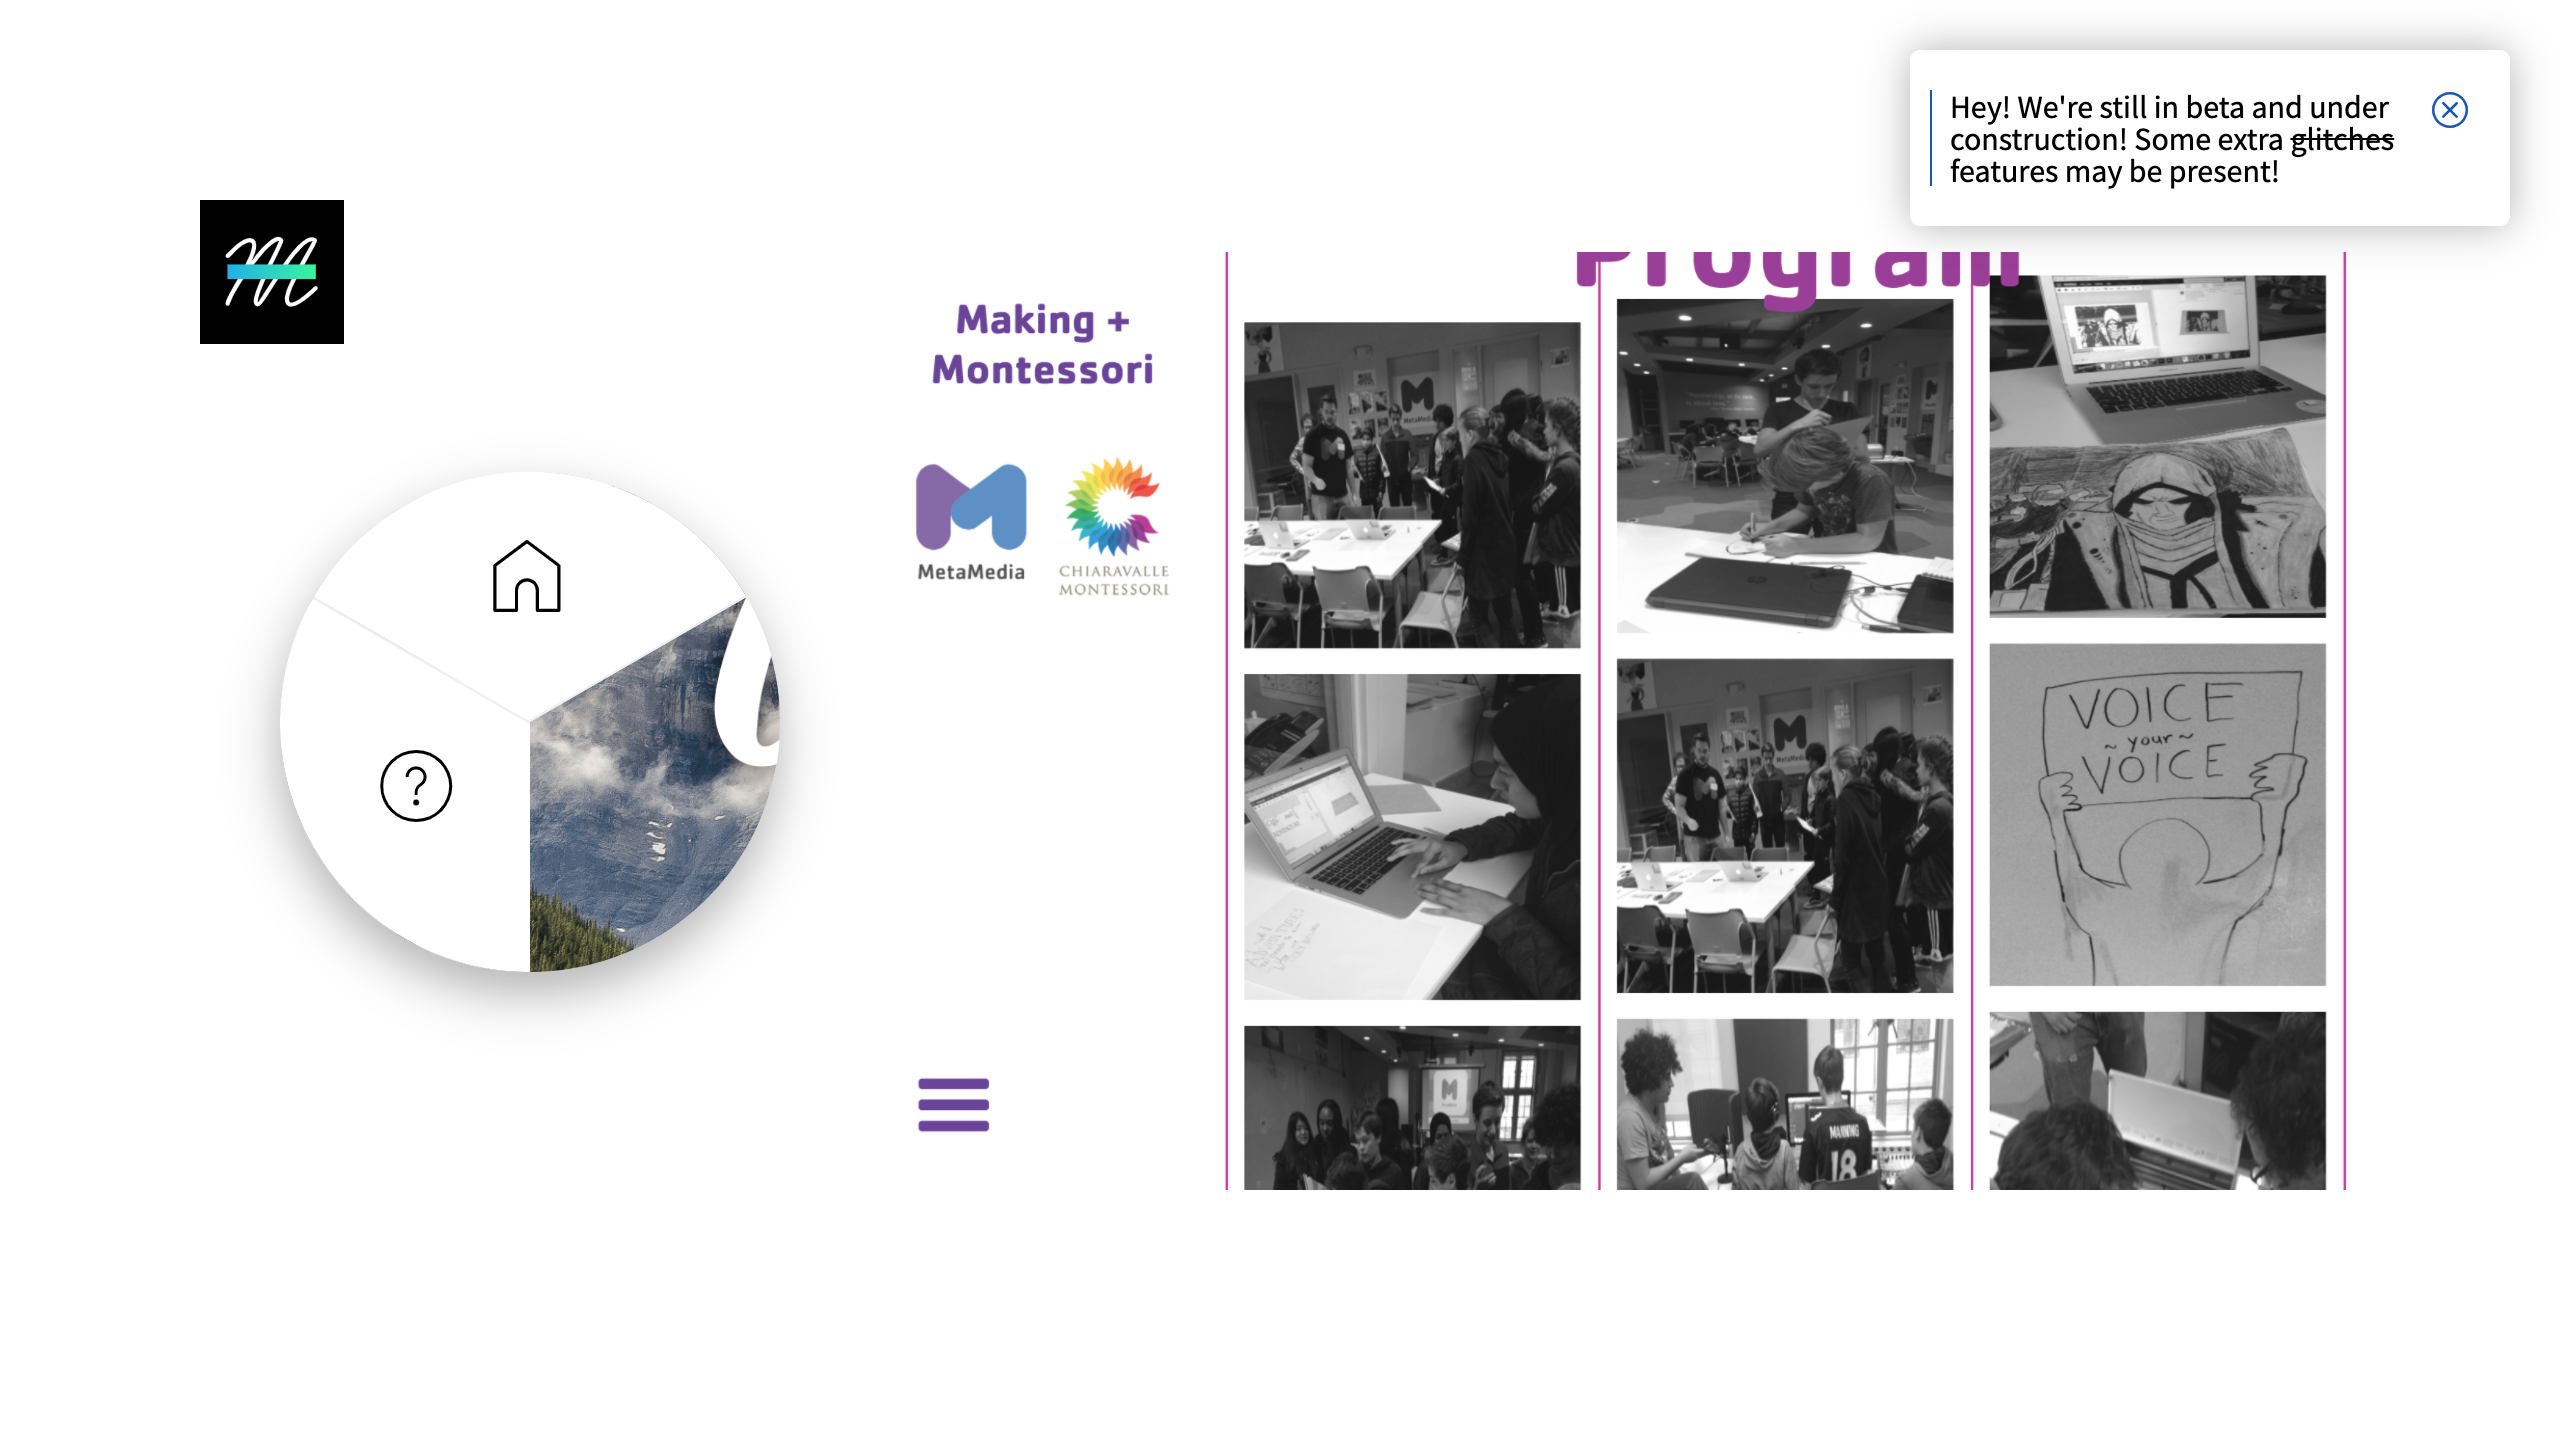 Hey! We're still in beta and under
construction! Some extra glitches
features may be present!
M
Program
Making +
Montessori
MetaMedia
CHIARAVALLE
MONTESSORI
VOICE
~ your ~
VOICE
MANNING
18